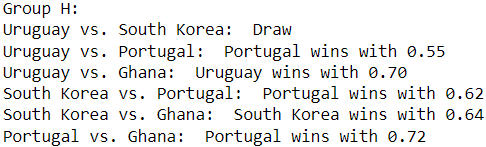 Group H:
Uruguay vs. South Korea:  Draw
Uruguay vs. Portugal:  Portugal wins with 0.55
Uruguay vs. Ghana:  Uruguay wins with 0.70
South Korea vs. Portugal:  Portugal wins with 0.62
South Korea vs. Ghana:  South Korea wins with 0.64
Portugal vs. Ghana:  Portugal wins with 0.72